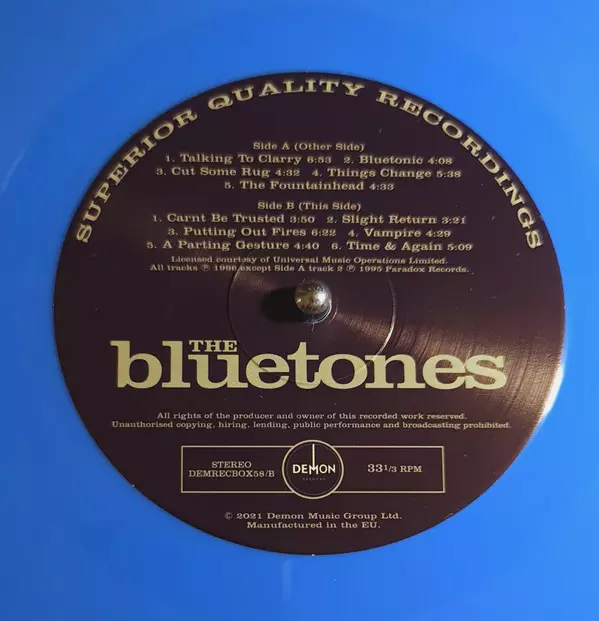 SUPERIOR QUALITY RECORDINGS
Side A (Other Side)
1. Talking To Clarry 6:53 2. Bluetonic 4:08
3. Cut Some Rug 4:32 4. Things Change 5:38
5. The Fountainhead 4:33
Side B (This Side)
1. Carnt Be Trusted 3:50 2. Slight Return 3:21
3. Putting Out Fires 6:22 4. Vampire 4:29
5. A Parting Gesture 4:40 6. Time & Again 5:09
Licensed courtesy of Universal Music Operations Limited.
All tracks ℗ 1996 except Side A track 2 ℗ 1995 Paradox Records.
THE
bluetones
All rights of the producer and owner of this recorded work reserved.
Unauthorised copying, hiring, lending, public performance and broadcasting prohibited.
STEREO
DEMRECBOX58/B
DEMON
RECORDS
33 1/3 RPM
© 2021 Demon Music Group Ltd.
Manufactured in the EU.